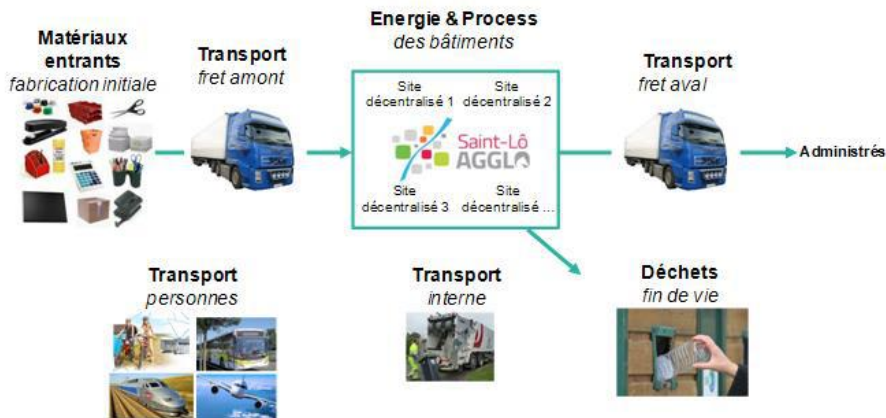 Matériaux
entrants
fabrication initiale
Transport
fret amont
Energie & Process
des bâtiments
Site
décentralisé 1
Site
décentralisé 2
Saint-Lô
AGGLO
Site
décentralisé 3
Site
décentralisé ...
Transport
fret aval
Administrés
Transport
personnes
Transport
interne
Déchets
fin de vie